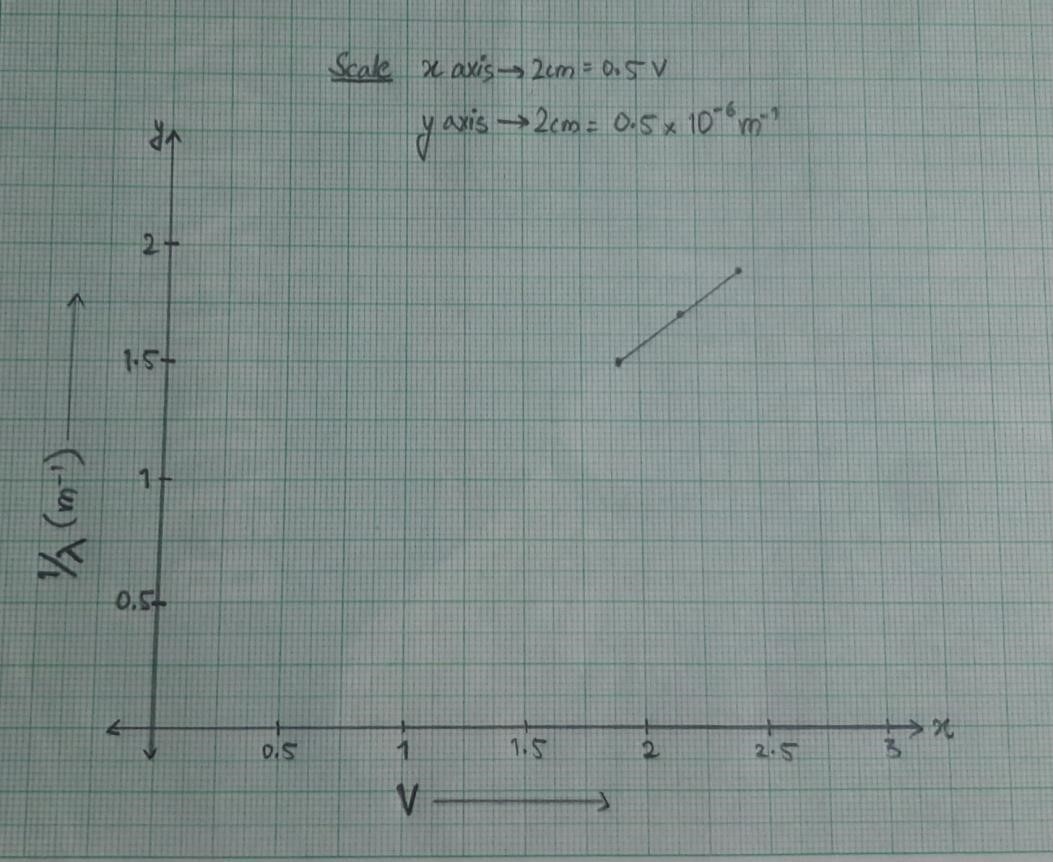 Scale x axis → 2cm = 0.5 V
y axis → 2cm = 0.5 x 10⁻⁶ m⁻¹
y
2
1.5
1
0.5
1/λ (m⁻¹)
0.5 1 1.5 2 2.5 3 x
V